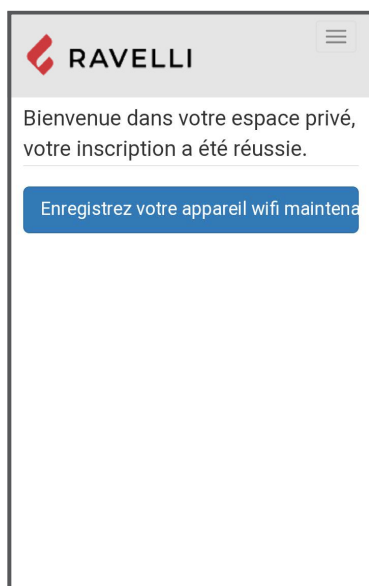 RAVELLI
Bienvenue dans votre espace privé,
votre inscription a été réussie.
Enregistrez votre appareil wifi maintena